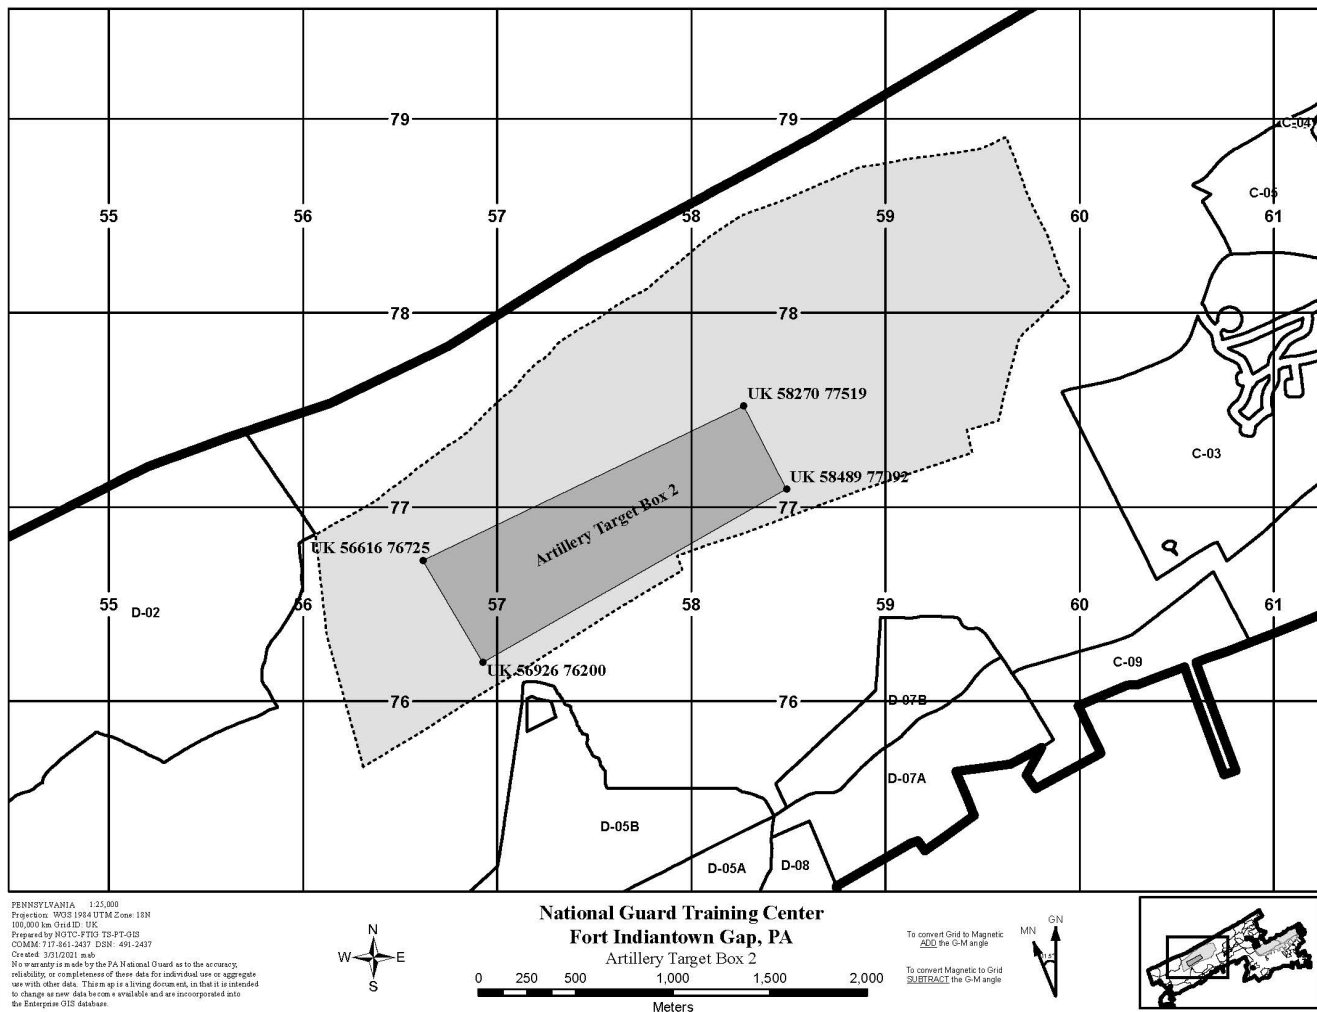 79
79
C-04
C-05
55
56
57
58
59
60
61
78
78
UK 58270 77519
C-03
UK 58489 77092
Artillery Target Box 2
77
77
UK 56616 76725
55
56
57
58
59
60
61
D-02
C-09
UK 56926 76200
76
76
D-07B
D-07A
D-05B
D-05A
D-08
PENNSYLVANIA 1:25,000
Projection: WGS 1984 UTM Zone: 18N
100,000 km Grid ID: UK
Prepared by NGTC-FTIG TS-PT-GIS
COMM: 717-861-2437 DSN: 491-2437
Created: 3/31/2021 mab
No warranty is made by the PA National Guard as to the accuracy,
reliability, or completeness of these data for individual use or aggregate
use with other data. This map is a living document, in that it is intended
to change as new data become available and are incoorporated into
the Enterprise GIS database.
N
W E
S
National Guard Training Center
Fort Indiantown Gap, PA
Artillery Target Box 2
0 250 500 1,000 1,500 2,000
Meters
To convert Grid to Magnetic
ADD the G-M angle
To convert Magnetic to Grid
SUBTRACT the G-M angle
GN
MN